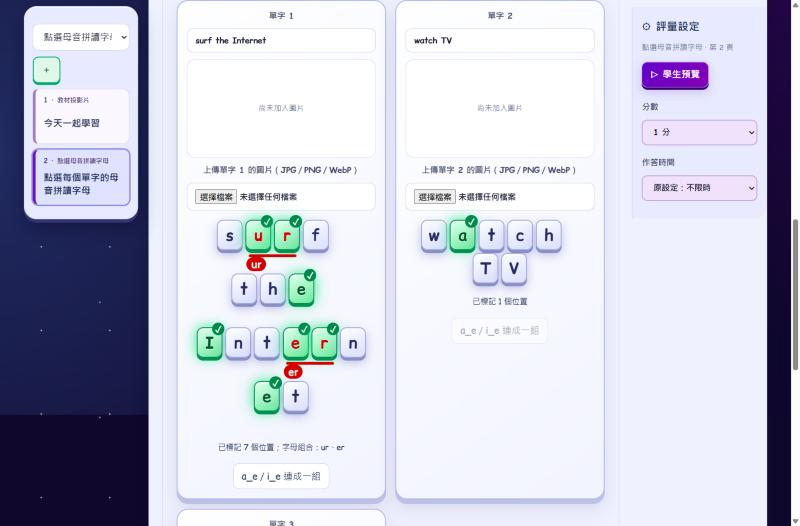 點選母音拼讀字
+
1 · 教材投影片
今天一起學習
2 · 點選母音拼讀字母
點選每個單字的母
音拼讀字母
單字 1
surf the Internet
尚未加入圖片
上傳單字 1 的圖片 ( JPG / PNG / WebP )
選擇檔案 未選擇任何檔案
s u r f
ur
t h e
I n t e r n
er
e t
已標記 7 個位置；字母組合：ur、er
a_e / i_e 連成一組
單字 2
watch TV
尚未加入圖片
上傳單字 2 的圖片 ( JPG / PNG / WebP )
選擇檔案 未選擇任何檔案
w a t c h
T V
已標記 1 個位置
a_e / i_e 連成一組
單字 3
⚙ 評量設定
點選母音拼讀字母 · 第 2 頁
▷ 學生預覽
分數
1 分
作答時間
原設定：不限時